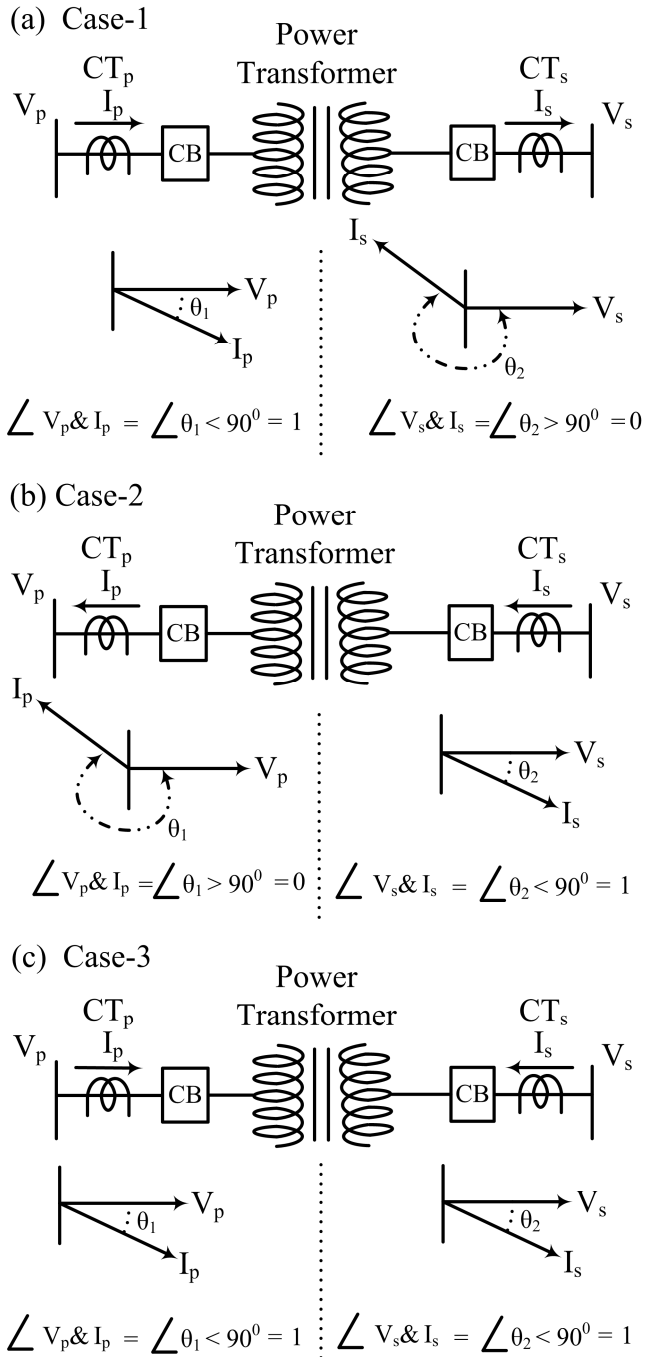 (a) Case-1
Power
Transformer
CTₚ
Iₚ
Vₚ
CB
CTₛ
Iₛ
Vₛ
CB
Vₚ
θ₁
Iₚ
Iₛ
Vₛ
θ₂
∠ Vₚ& Iₚ = ∠ θ₁ < 90⁰ = 1
∠ Vₛ& Iₛ = ∠ θ₂ > 90⁰ = 0
(b) Case-2
Power
Transformer
CTₚ
Iₚ
Vₚ
CB
CTₛ
Iₛ
Vₛ
CB
Iₚ
Vₚ
θ₁
Vₛ
θ₂
Iₛ
∠ Vₚ& Iₚ = ∠ θ₁ > 90⁰ = 0
∠ Vₛ& Iₛ = ∠ θ₂ < 90⁰ = 1
(c) Case-3
Power
Transformer
CTₚ
Iₚ
Vₚ
CB
CTₛ
Iₛ
Vₛ
CB
Vₚ
θ₁
Iₚ
Vₛ
θ₂
Iₛ
∠ Vₚ& Iₚ = ∠ θ₁ < 90⁰ = 1
∠ Vₛ& Iₛ = ∠ θ₂ < 90⁰ = 1